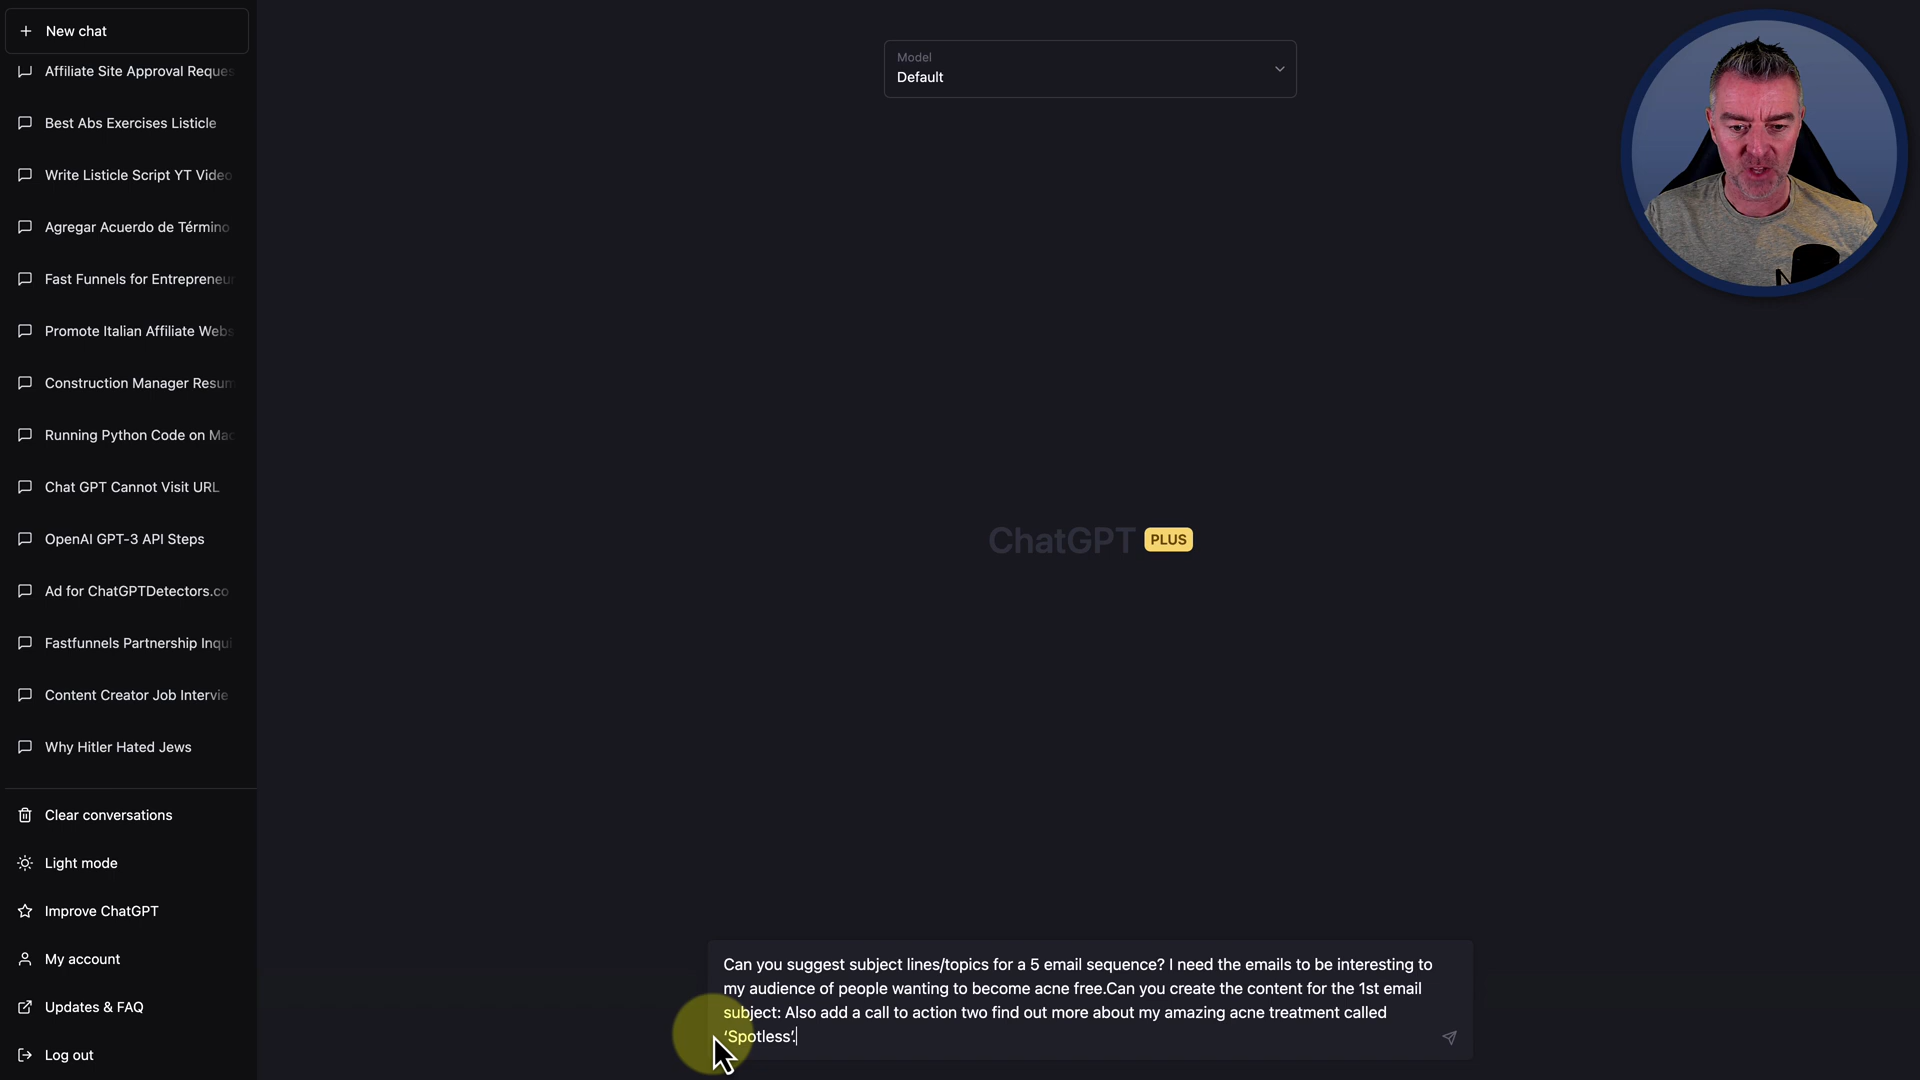 New chat
Affiliate Site Approval Reques
Best Abs Exercises Listicle
Write Listicle Script YT Video
Agregar Acuerdo de Término
Fast Funnels for Entrepreneur
Promote Italian Affiliate Webs
Construction Manager Resum
Running Python Code on Mac
Chat GPT Cannot Visit URL
OpenAI GPT-3 API Steps
Ad for ChatGPTDetectors.co
Fastfunnels Partnership Inqui
Content Creator Job Intervie
Why Hitler Hated Jews
Clear conversations
Light mode
Improve ChatGPT
My account
Updates & FAQ
Log out
Model
Default
ChatGPT PLUS
Can you suggest subject lines/topics for a 5 email sequence? I need the emails to be interesting to
my audience of people wanting to become acne free.Can you create the content for the 1st email
subject: Also add a call to action two find out more about my amazing acne treatment called
‘Spotless’.